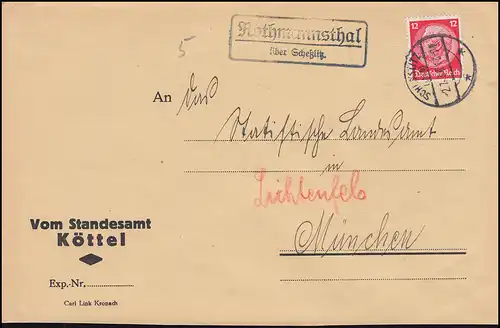 5
Rothmannsthal
über Scheßlitz.
12 12
Deutsches Reich
An das
Statistische Landesamt
in
Lichtenfels
München
Vom Standesamt
Köttel
Exp.-Nr.
Carl Link Kronach